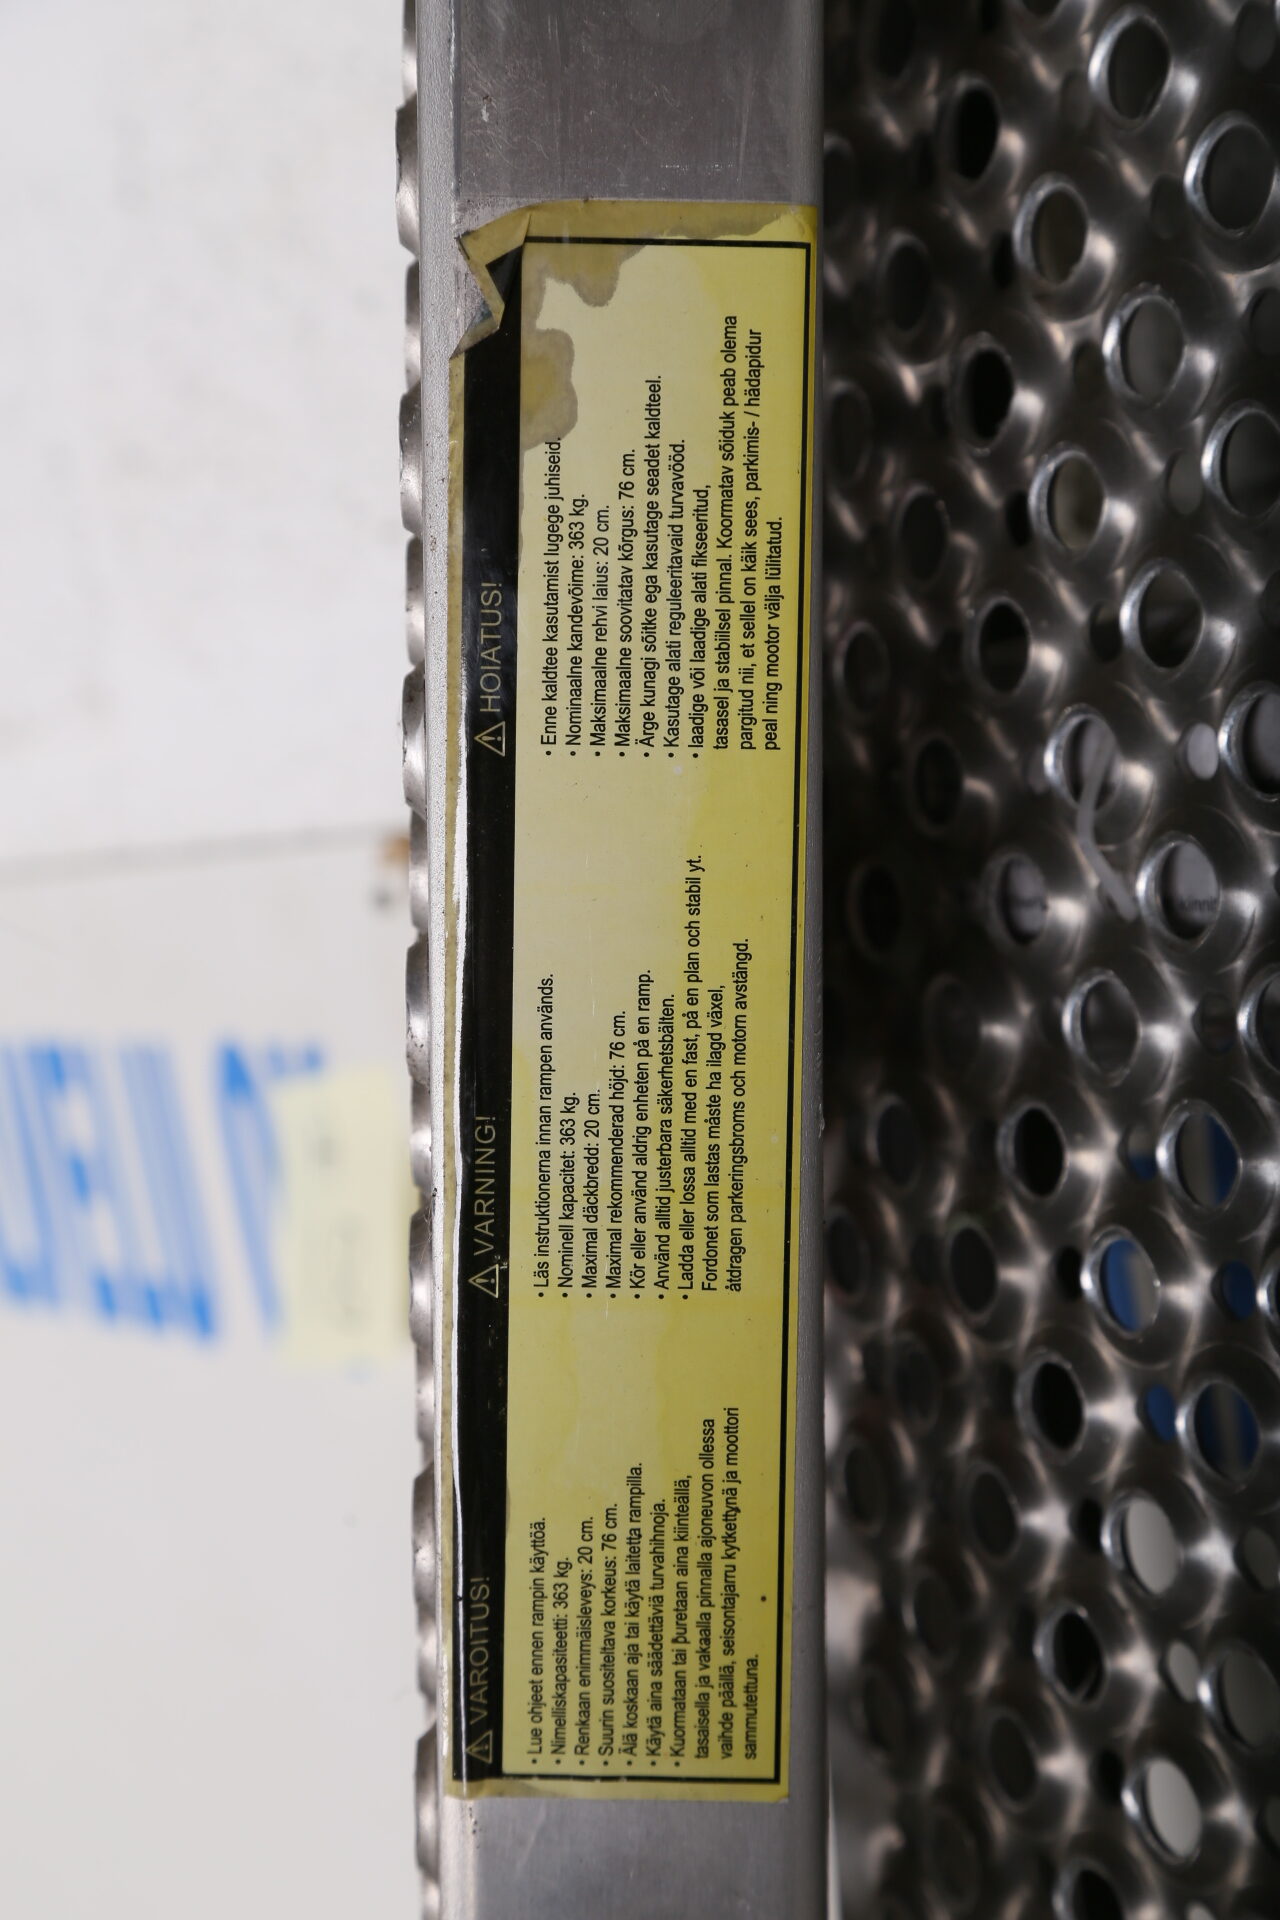 ⚠ VAROITUS!
• Lue ohjeet ennen rampin käyttöä.
• Nimelliskapasiteetti: 363 kg.
• Renkaan enimmäisleveys: 20 cm.
• Suurin suositeltava korkeus: 76 cm.
• Älä koskaan aja tai käytä laitetta rampilla.
• Käytä aina säädettäviä turvahihnoja.
• Kuormataan tai puretaan aina kiinteällä,
tasaisella ja vakaalla pinnalla ajoneuvon ollessa
vaihde päällä, seisontajarru kytkettynä ja moottori
sammutettuna.
⚠ VARNING!
• Läs instruktionerna innan rampen används.
• Nominell kapacitet: 363 kg.
• Maximal däckbredd: 20 cm.
• Maximal rekommenderad höjd: 76 cm.
• Kör eller använd aldrig enheten på en ramp.
• Använd alltid justerbara säkerhetsbälten.
• Ladda eller lossa alltid med en fast, på en plan och stabil yt.
Fordonet som lastas måste ha ilagd växel,
åtdragen parkeringsbroms och motorn avstängd.
⚠ HOIATUS!
• Enne kaldtee kasutamist lugege juhiseid.
• Nominaalne kandevõime: 363 kg.
• Maksimaalne rehvi laius: 20 cm.
• Maksimaalne soovitatav kõrgus: 76 cm.
• Ärge kunagi sõitke ega kasutage seadet kaldteel.
• Kasutage alati reguleeritavaid turvavööd.
• laadige või laadige alati fikseeritud,
tasasel ja stabiilsel pinnal. Koormatav sõiduk peab olema
pargitud nii, et sellel on käik sees, parkimis- / hädapidur
peal ning mootor välja lülitatud.